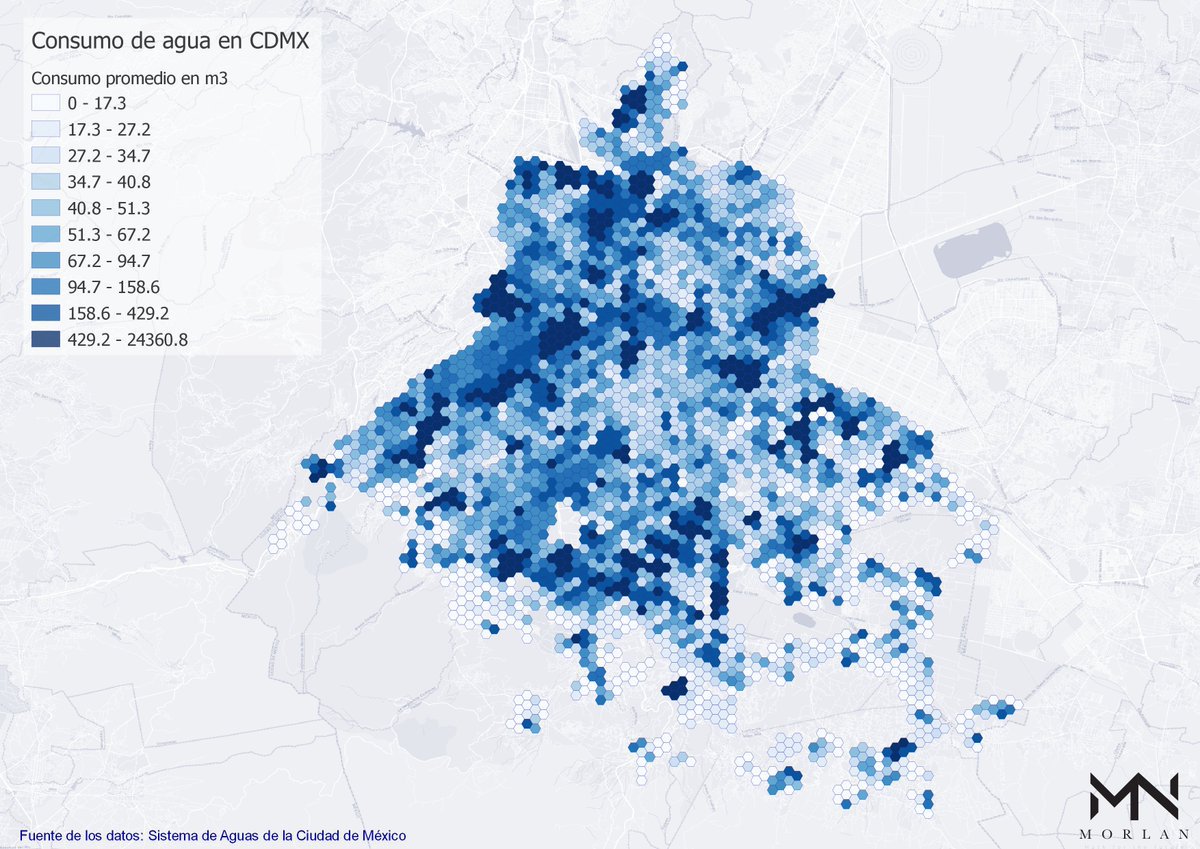 Consumo de agua en CDMX
Consumo promedio en m3
0 - 17.3
17.3 - 27.2
27.2 - 34.7
34.7 - 40.8
40.8 - 51.3
51.3 - 67.2
67.2 - 94.7
94.7 - 158.6
158.6 - 429.2
429.2 - 24360.8
Fuente de los datos: Sistema de Aguas de la Ciudad de México
MN
MORLAN